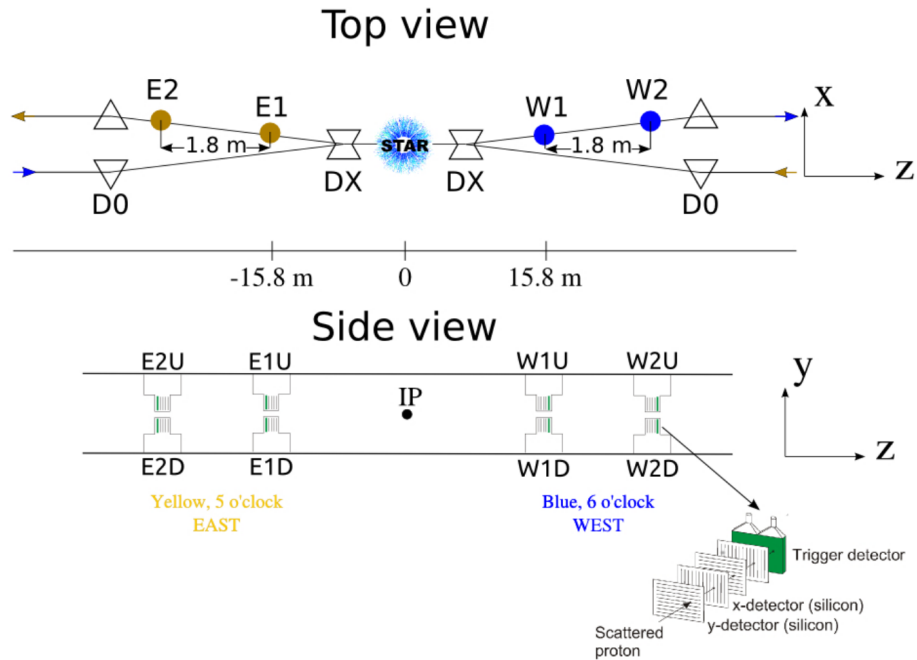 Top view
E2
E1
W1
W2
X
1.8 m
STAR
1.8 m
Z
D0
DX
DX
D0
-15.8 m
0
15.8 m
Side view
E2U
E1U
W1U
W2U
y
IP
Z
E2D
E1D
W1D
W2D
Yellow, 5 o'clock
EAST
Blue, 6 o'clock
WEST
Trigger detector
x-detector (silicon)
y-detector (silicon)
Scattered
proton